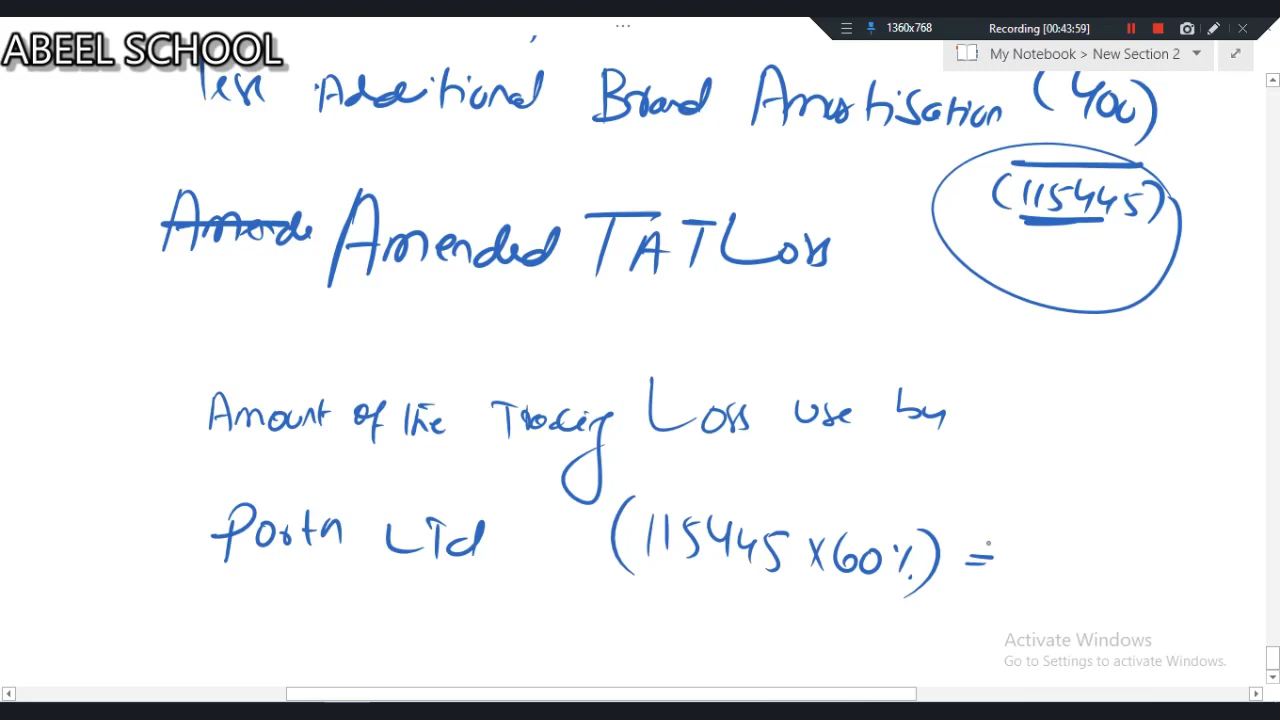 1360x768 Recording [00:43:59]
ABEEL SCHOOL
My Notebook > New Section 2
Less Additional Brand Amortisation (400)
(115445)
Amorde Amended TAT Loss
Amount of the Trading Loss use by
Portn LTd (115445 x 60%) =
Activate Windows
Go to Settings to activate Windows.